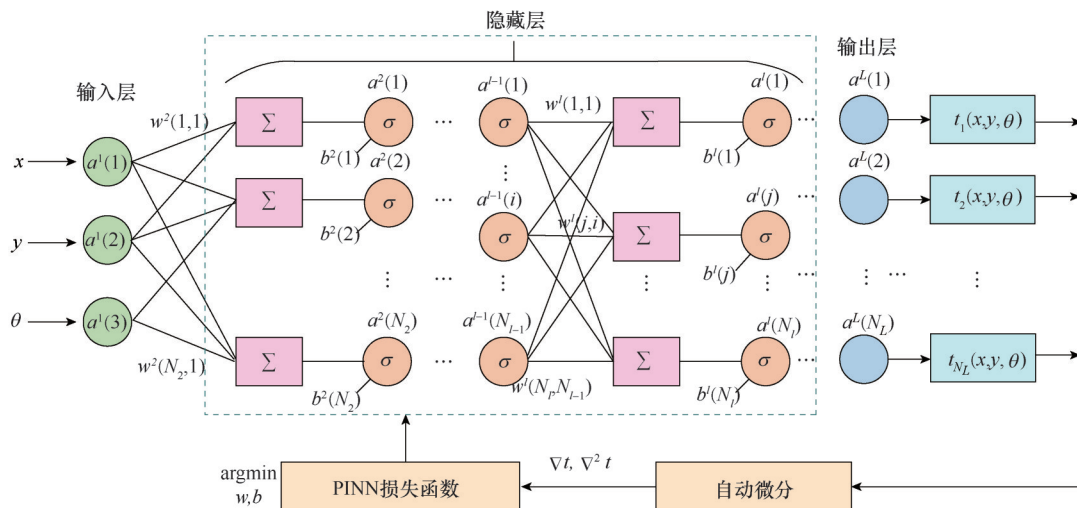 隐藏层
输出层
输入层
a²(1) a^{l-1}(1) a^l(1) a^L(1)
w²(1,1) Σ σ ··· σ w^l(1,1) Σ σ ··· t₁(x,y,θ)
x a¹(1) b²(1) b^l(1)
a²(2) ⋮ a^L(2)
Σ σ a^{l-1}(i) a^l(j) t₂(x,y,θ)
y a¹(2) b²(2) ··· σ w^l(j,i) Σ σ
⋮ ⋮ ⋮ ⋮ b^l(j) ⋮ ··· ⋮ ··· ⋮
θ a¹(3) a²(N₂) a^{l-1}(N_{l-1}) a^l(N_l) a^L(N_L)
w²(N₂,1) Σ σ ··· σ Σ σ ··· t_{N_L}(x,y,θ)
b²(N₂) w^l(N_l,N_{l-1}) b^l(N_l)
argmin
w,b
PINN损失函数
∇t, ∇² t
自动微分